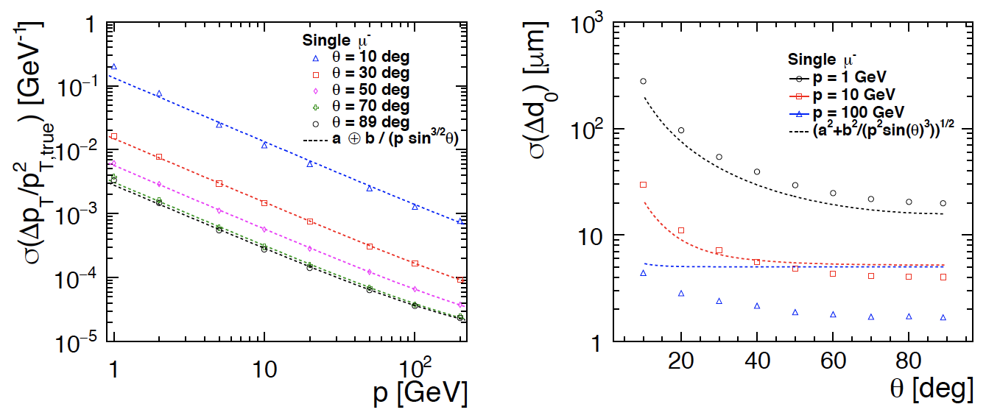 σ(Δp_T/p²_T,true) [GeV⁻¹]
1
10⁻¹
10⁻²
10⁻³
10⁻⁴
10⁻⁵
Single μ⁻
θ = 10 deg
θ = 30 deg
θ = 50 deg
θ = 70 deg
θ = 89 deg
a ⊕ b / (p sin^3/2 θ)
1
10
10²
p [GeV]
σ(Δd₀) [μm]
10³
10²
10
1
Single μ⁻
p = 1 GeV
p = 10 GeV
p = 100 GeV
(a²+b²/(p²sin(θ)³))^1/2
20
40
60
80
θ [deg]